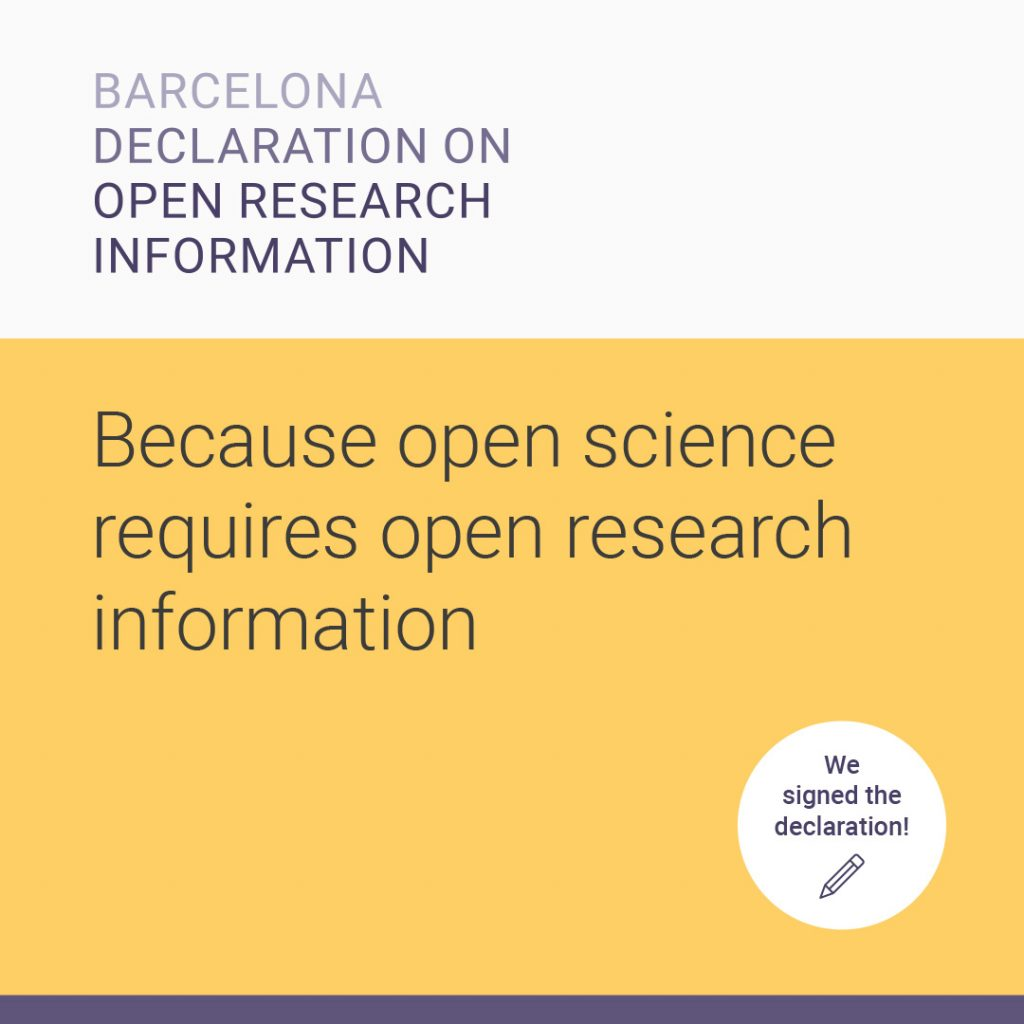 BARCELONA
DECLARATION ON
OPEN RESEARCH
INFORMATION
Because open science
requires open research
information
We
signed the
declaration!